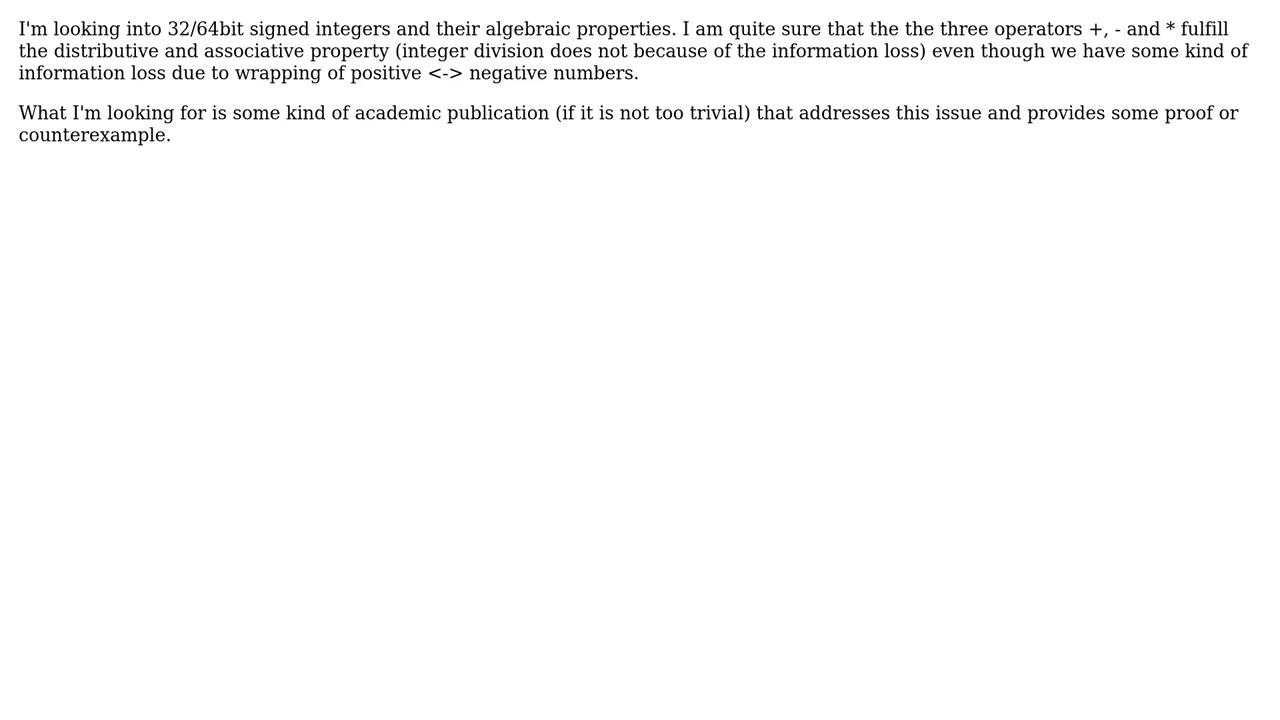 I'm looking into 32/64bit signed integers and their algebraic properties. I am quite sure that the the three operators +, - and * fulfill
the distributive and associative property (integer division does not because of the information loss) even though we have some kind of
information loss due to wrapping of positive <-> negative numbers.
What I'm looking for is some kind of academic publication (if it is not too trivial) that addresses this issue and provides some proof or
counterexample.